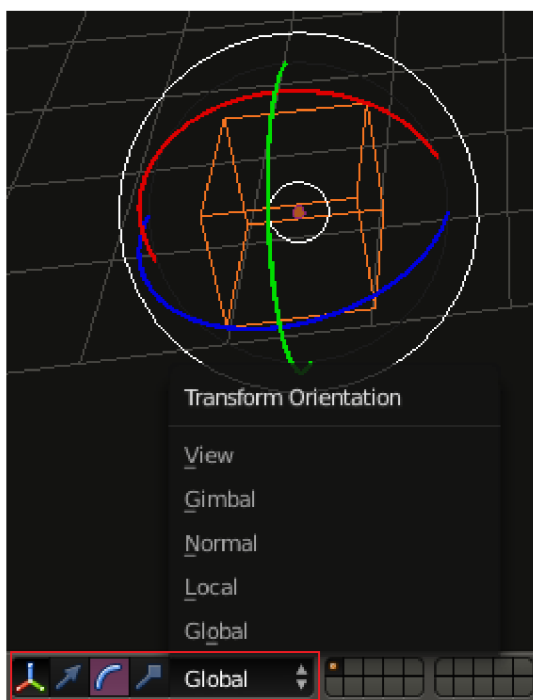 Transform Orientation
View
Gimbal
Normal
Local
Global
Global